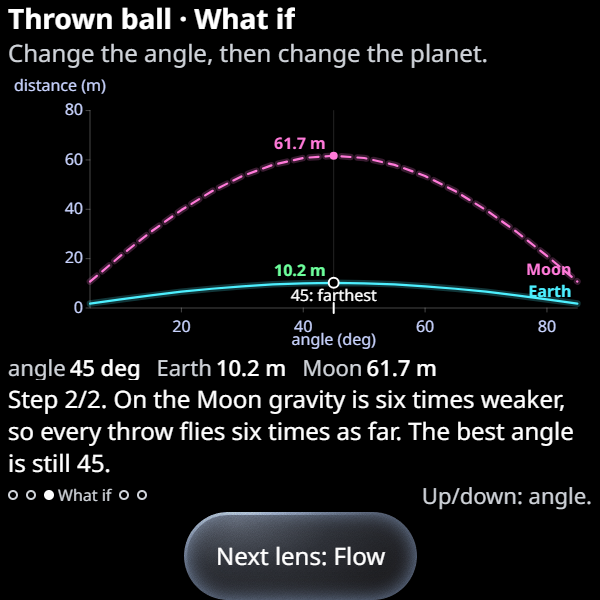 Thrown ball · What if
Change the angle, then change the planet.
distance (m)
80
60
40
20
0
61.7 m
10.2 m
45: farthest
Moon
Earth
20
40
60
80
angle (deg)
angle 45 deg Earth 10.2 m Moon 61.7 m
Step 2/2. On the Moon gravity is six times weaker,
so every throw flies six times as far. The best angle
is still 45.
What if
Up/down: angle.
Next lens: Flow